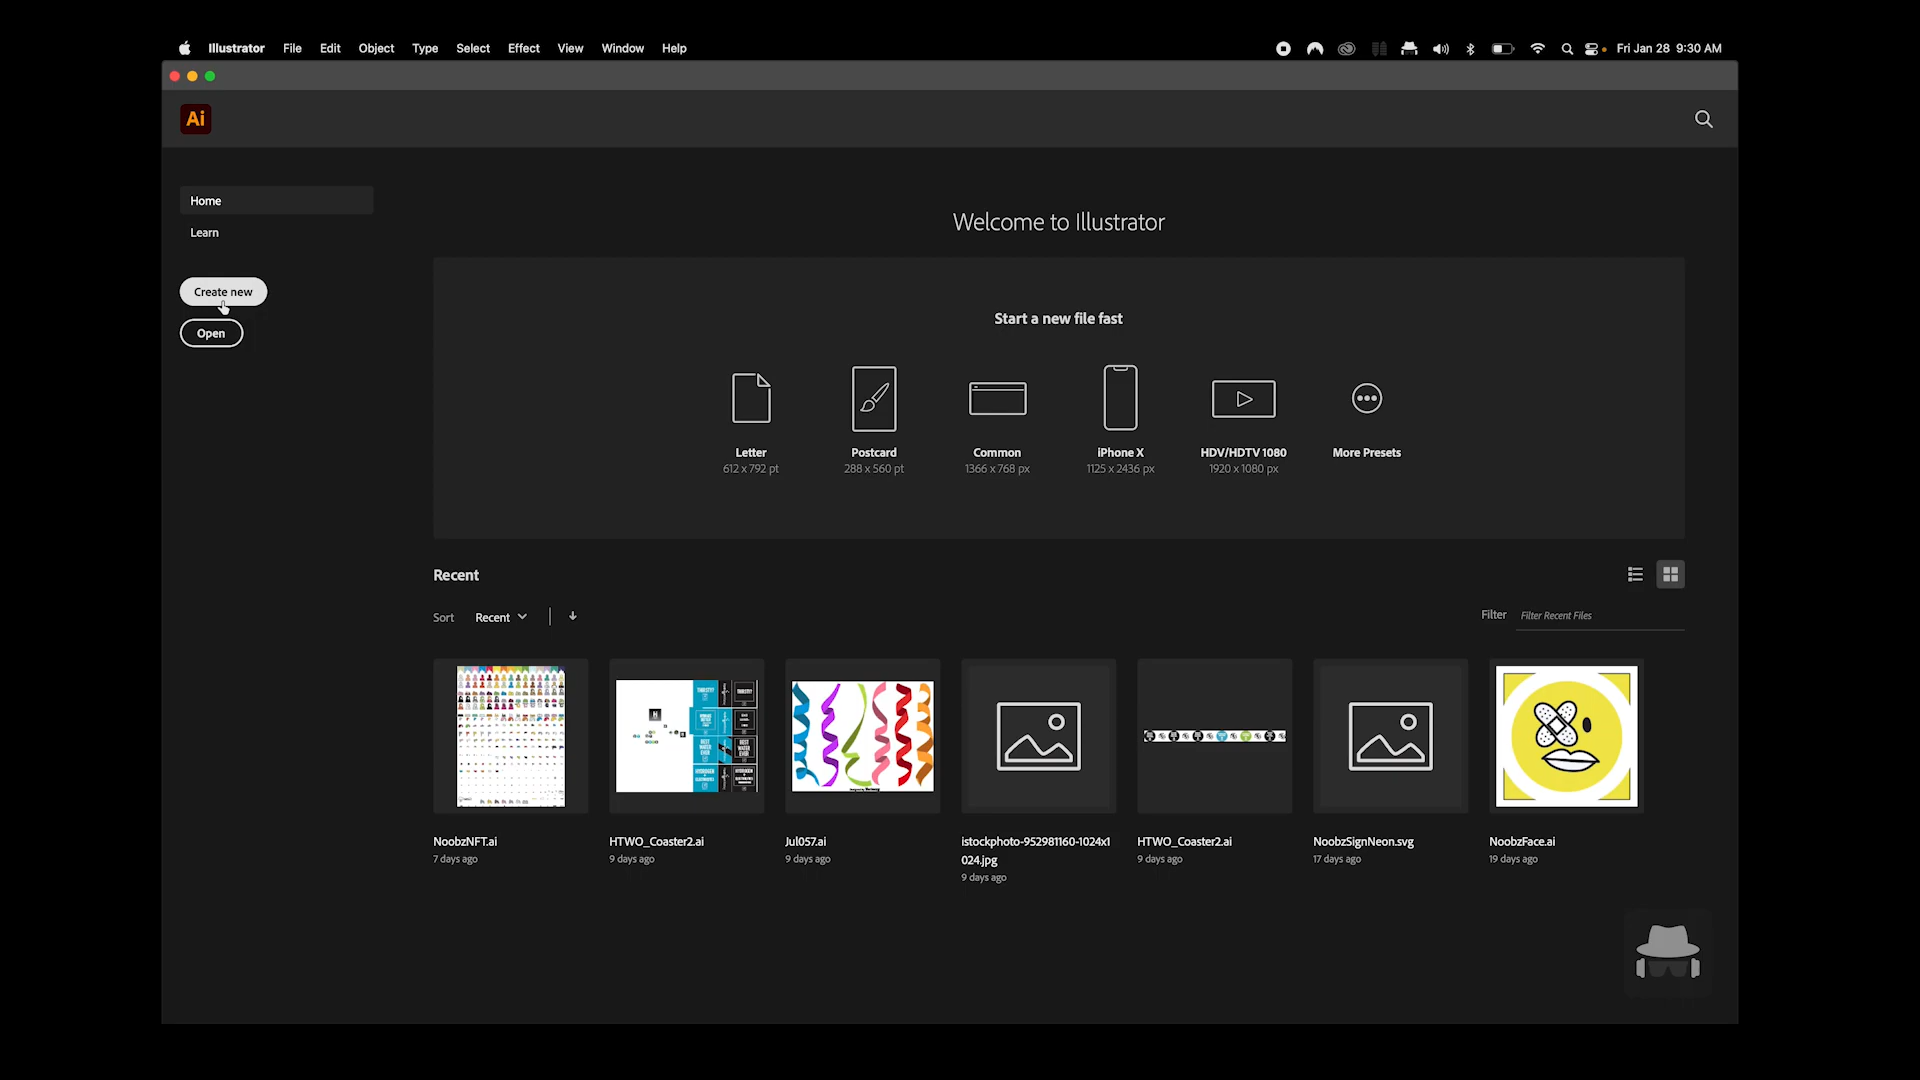 Illustrator File Edit Object Type Select Effect View Window Help Fri Jan 28 9:30 AM
Ai
Home
Learn
Create new
Open
Welcome to Illustrator
Start a new file fast
Letter
612 x 792 pt
Postcard
288 x 560 pt
Common
1366 x 768 px
iPhone X
1125 x 2436 px
HDV/HDTV 1080
1920 x 1080 px
More Presets
Recent
Sort Recent
Filter Filter Recent Files
NoobzNFT.ai
7 days ago
HTWO_Coaster2.ai
9 days ago
Jul057.ai
9 days ago
istockphoto-952981160-1024x1
024.jpg
9 days ago
HTWO_Coaster2.ai
9 days ago
NoobzSignNeon.svg
17 days ago
NoobzFace.ai
19 days ago